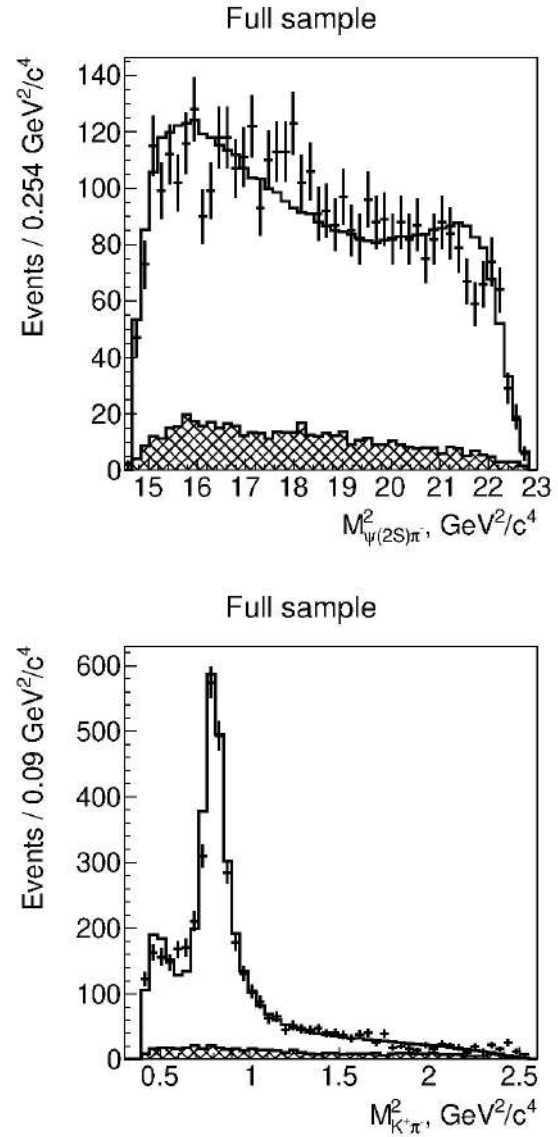 Full sample
Events / 0.254 GeV²/c⁴
140
120
100
80
60
40
20
0
15 16 17 18 19 20 21 22 23
M²ψ(2S)π⁻, GeV²/c⁴
Full sample
Events / 0.09 GeV²/c⁴
600
500
400
300
200
100
0
0.5 1 1.5 2 2.5
M²K⁺π⁻, GeV²/c⁴